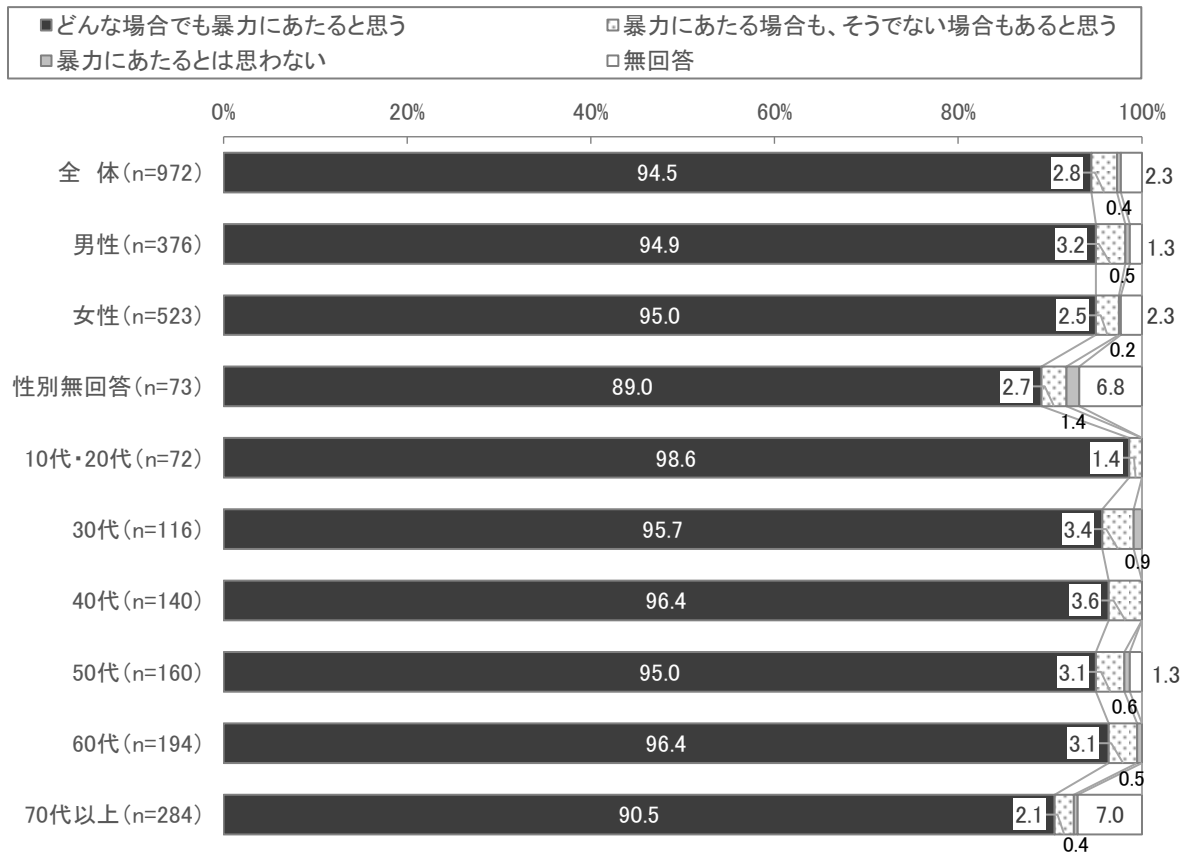 ■どんな場合でも暴力にあたると思う　暴力にあたる場合も、そうでない場合もあると思う
■暴力にあたるとは思わない　□無回答
0% 20% 40% 60% 80% 100%
全 体(n=972) 94.5 2.8 0.4 2.3
男性(n=376) 94.9 3.2 0.5 1.3
女性(n=523) 95.0 2.5 0.2 2.3
性別無回答(n=73) 89.0 2.7 1.4 6.8
10代・20代(n=72) 98.6 1.4
30代(n=116) 95.7 3.4 0.9
40代(n=140) 96.4 3.6
50代(n=160) 95.0 3.1 0.6 1.3
60代(n=194) 96.4 3.1 0.5
70代以上(n=284) 90.5 2.1 0.4 7.0